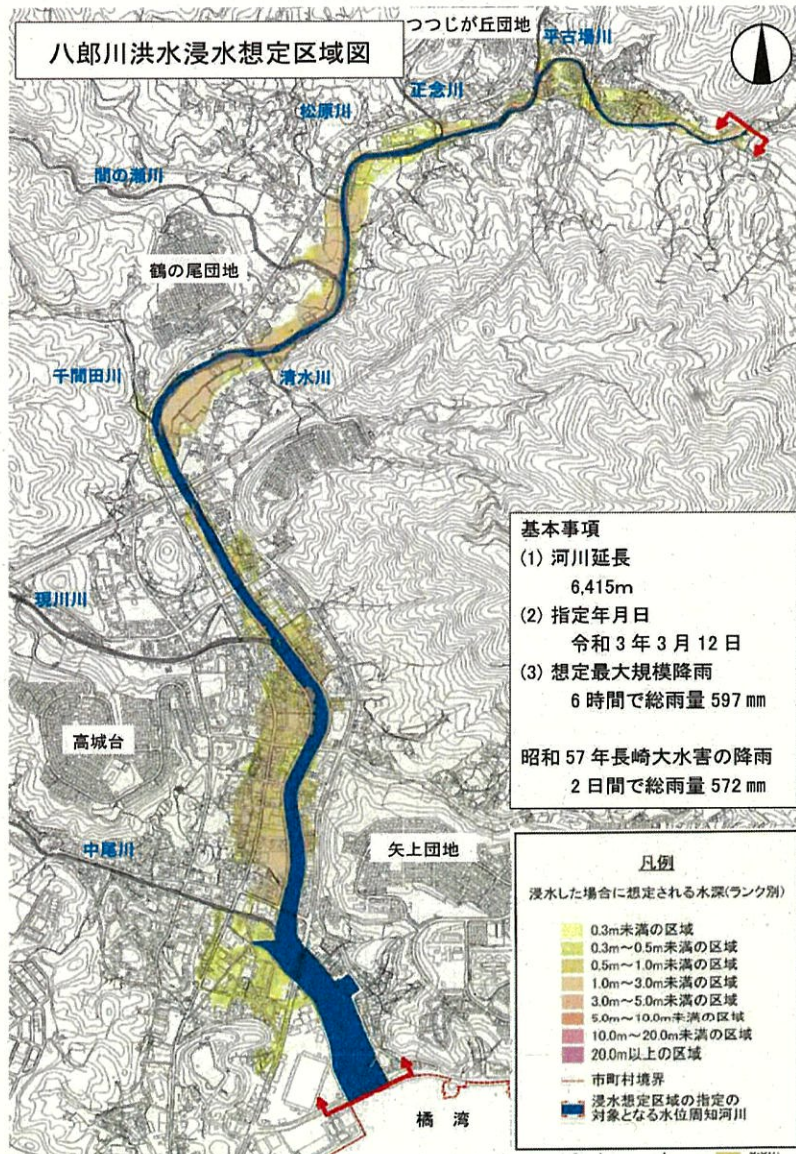 八郎川洪水浸水想定区域図
つつじが丘団地
平古場川
正念川
松原川
間の瀬川
鶴の尾団地
千間田川
清水川
基本事項
(1) 河川延長
6,415m
(2) 指定年月日
令和3年3月12日
(3) 想定最大規模降雨
6時間で総雨量 597㎜
昭和57年長崎大水害の降雨
2日間で総雨量 572㎜
現川川
高城台
中尾川
矢上団地
凡例
浸水した場合に想定される水深(ランク別)
0.3m未満の区域
0.3m～0.5m未満の区域
0.5m～1.0m未満の区域
1.0m～3.0m未満の区域
3.0m～5.0m未満の区域
5.0m～10.0m未満の区域
10.0m～20.0m未満の区域
20.0m以上の区域
市町村境界
浸水想定区域の指定の
対象となる水位周知河川
橘 湾